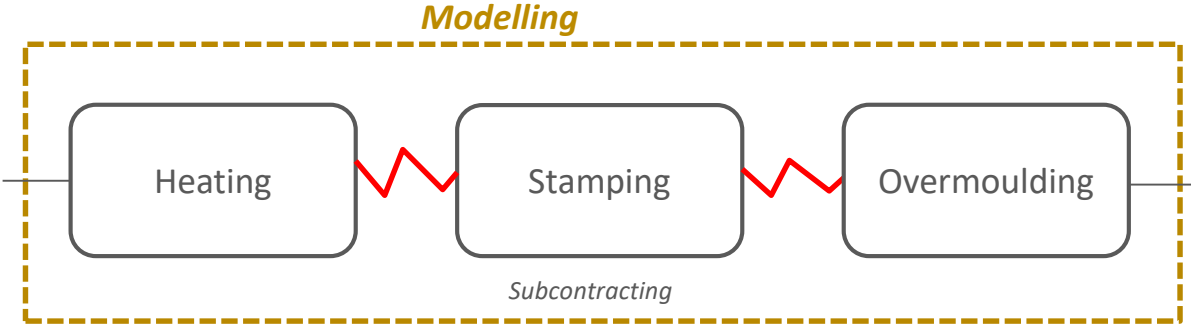 Modelling
Heating
Stamping
Overmoulding
Subcontracting